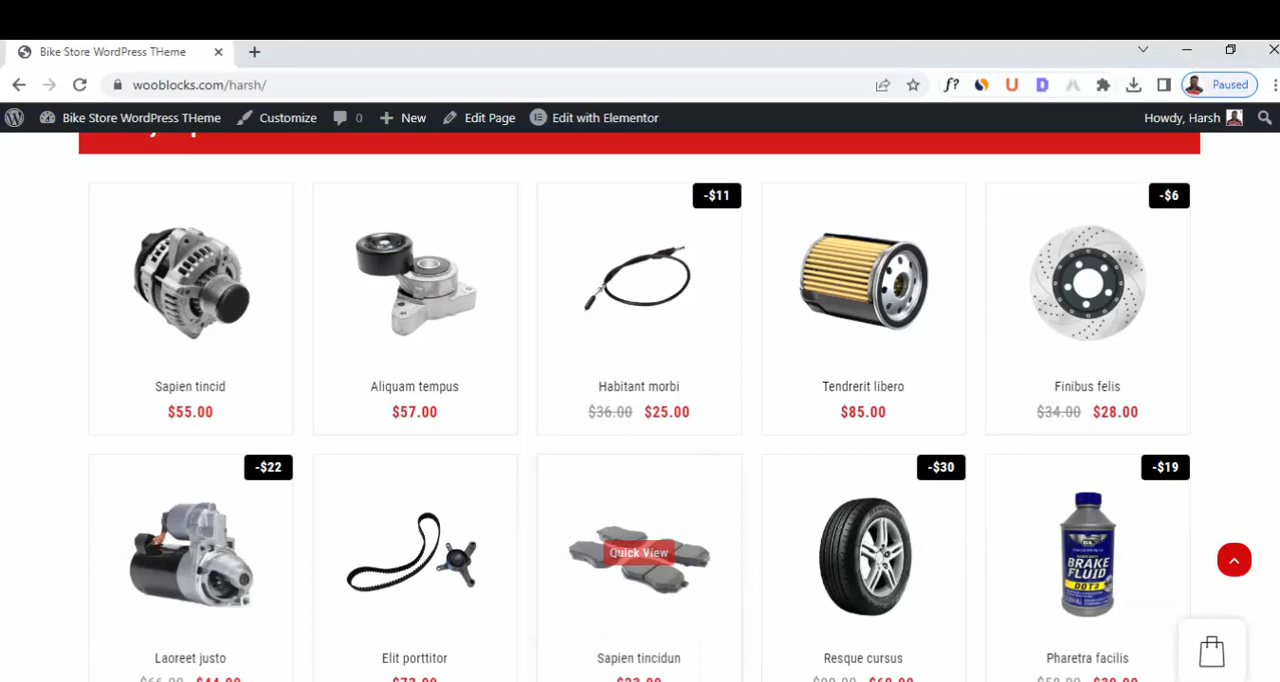 Bike Store WordPress THeme
wooblocks.com/harsh/
f? U D Paused
Bike Store WordPress THeme Customize 0 New Edit Page Edit with Elementor Howdy, Harsh
-$11 -$6
Sapien tincid Aliquam tempus Habitant morbi Tendrerit libero Finibus felis
$55.00 $57.00 $36.00 $25.00 $85.00 $34.00 $28.00
-$22 -$30 -$19
Quick View
BRAKE
FLUID
DOT3
Laoreet justo Elit porttitor Sapien tincidun Resque cursus Pharetra facilis